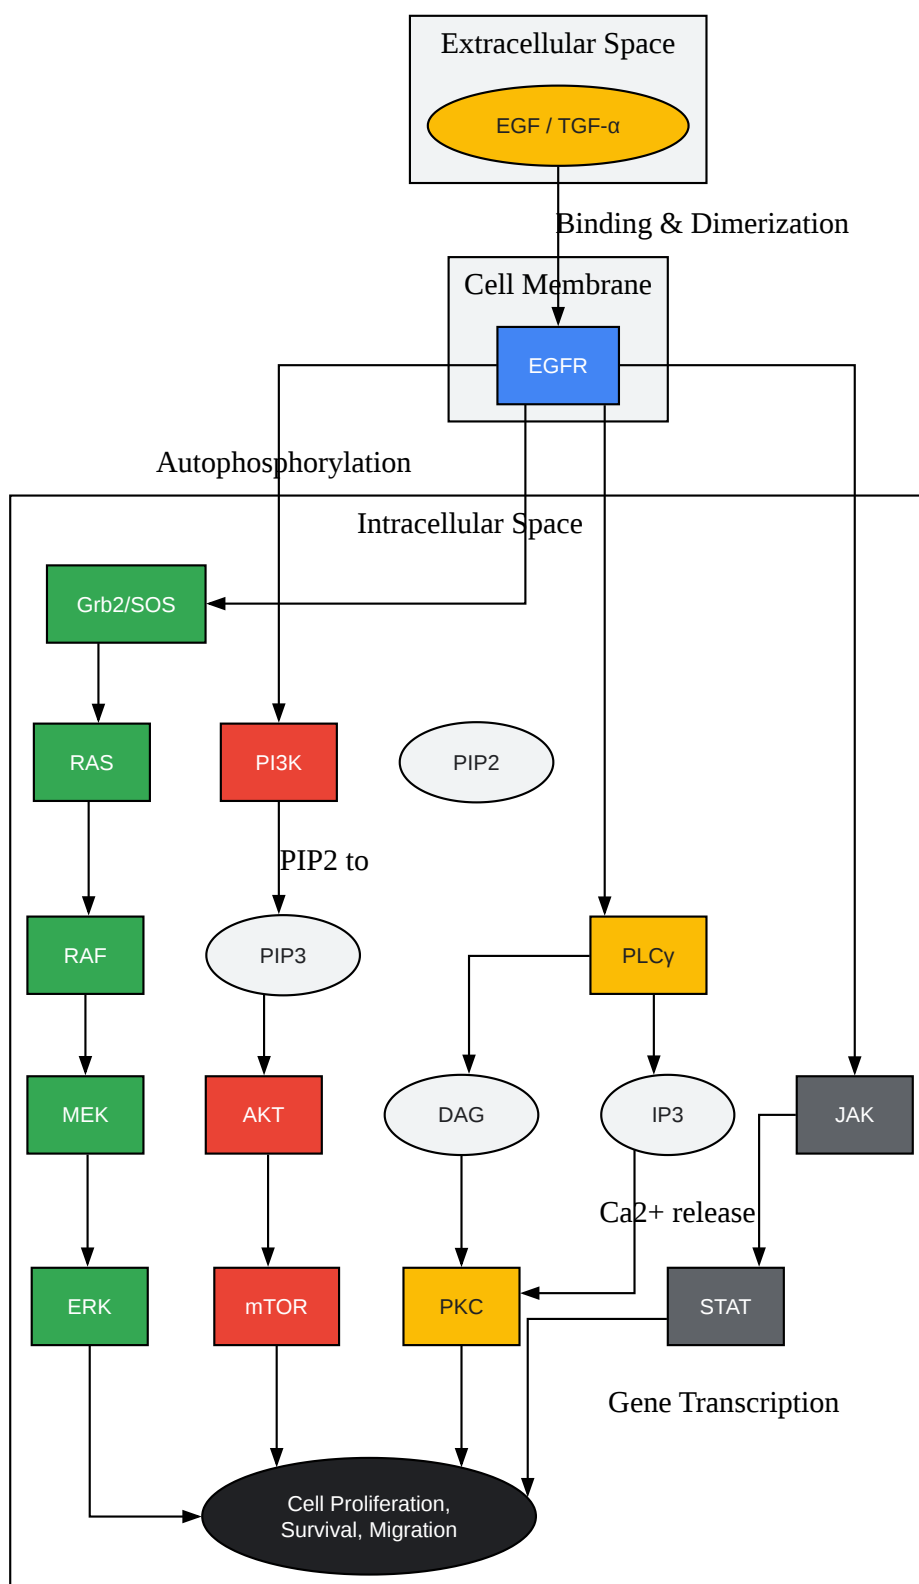 Extracellular Space
EGF / TGF-α
Binding & Dimerization
Cell Membrane
EGFR
Autophosphorylation
Intracellular Space
Grb2/SOS
RAS
PI3K
PIP2
PIP2 to
RAF
PIP3
PLCγ
MEK
AKT
DAG
IP3
JAK
Ca2+ release
ERK
mTOR
PKC
STAT
Gene Transcription
Cell Proliferation,
Survival, Migration